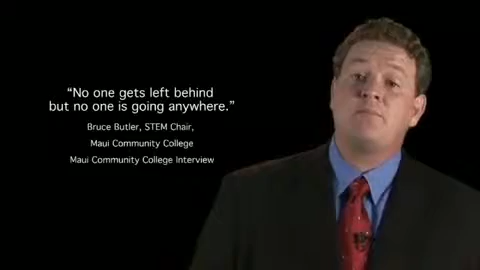 “No one gets left behind
but no one is going anywhere.”
Bruce Butler, STEM Chair,
Maui Community College
Maui Community College Interview